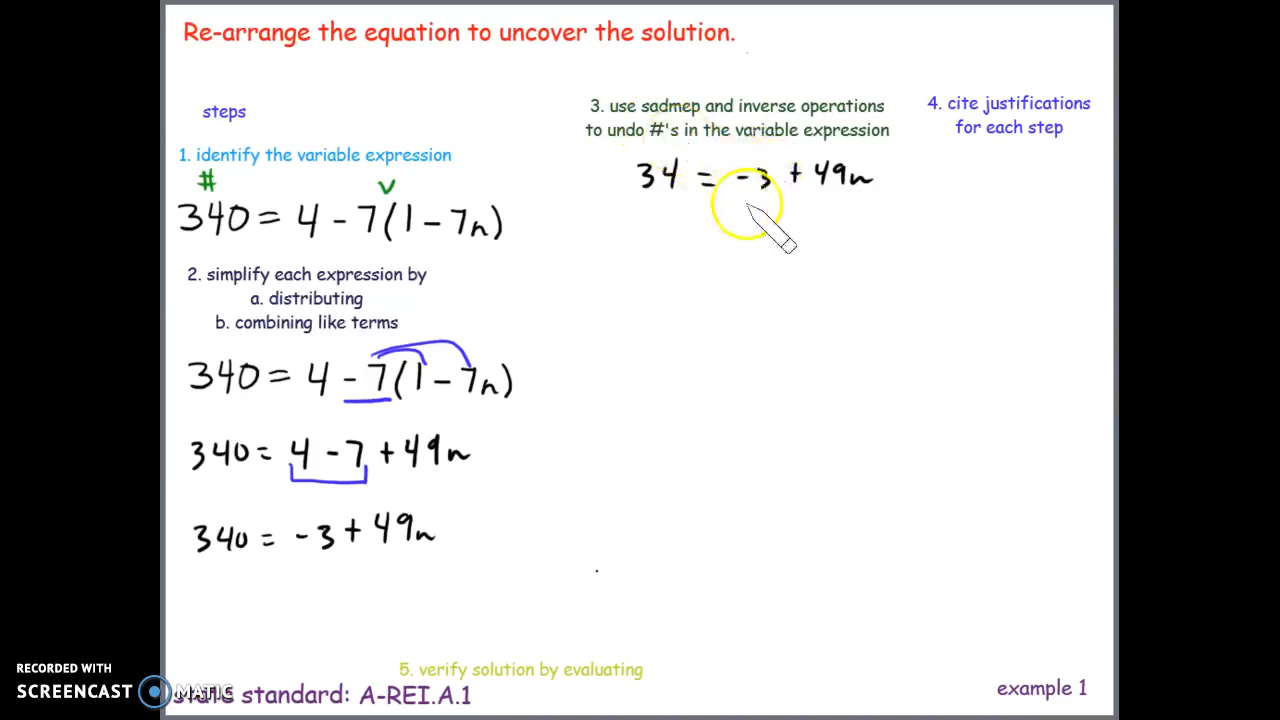 Re-arrange the equation to uncover the solution.
steps
1. identify the variable expression
# v
340 = 4 - 7(1 - 7n)
2. simplify each expression by
a. distributing
b. combining like terms
340 = 4 - 7(1 - 7n)
340 = 4 - 7 + 49n
340 = -3 + 49n
3. use sadmep and inverse operations
to undo #'s in the variable expression
34 = -3 + 49n
4. cite justifications
for each step
5. verify solution by evaluating
standard: A-REI.A.1
example 1
RECORDED WITH
SCREENCAST MATIC